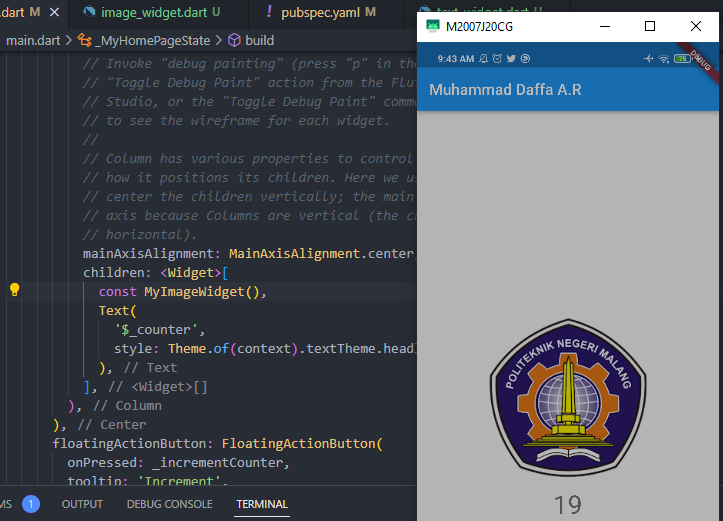 .dart M
image_widget.dart U
pubspec.yaml M
text_widget.dart U
main.dart > _MyHomePageState > build
// Invoke "debug painting" (press "p" in the
// "Toggle Debug Paint" action from the Flu
// Studio, or the "Toggle Debug Paint" comm
// to see the wireframe for each widget.
//
// Column has various properties to control
// how it positions its children. Here we u
// center the children vertically; the main
// axis because Columns are vertical (the c
// horizontal).
mainAxisAlignment: MainAxisAlignment.center,
children: <Widget>[
const MyImageWidget(),
Text(
'$_counter',
style: Theme.of(context).textTheme.head
), // Text
], // <Widget>[]
), // Column
), // Center
floatingActionButton: FloatingActionButton(
onPressed: _incrementCounter,
tooltip: 'Increment',
MS 1 OUTPUT DEBUG CONSOLE TERMINAL
M2007J20CG
9:43 AM
75
DEBUG
Muhammad Daffa A.R
POLITEKNIK NEGERI MALANG
19